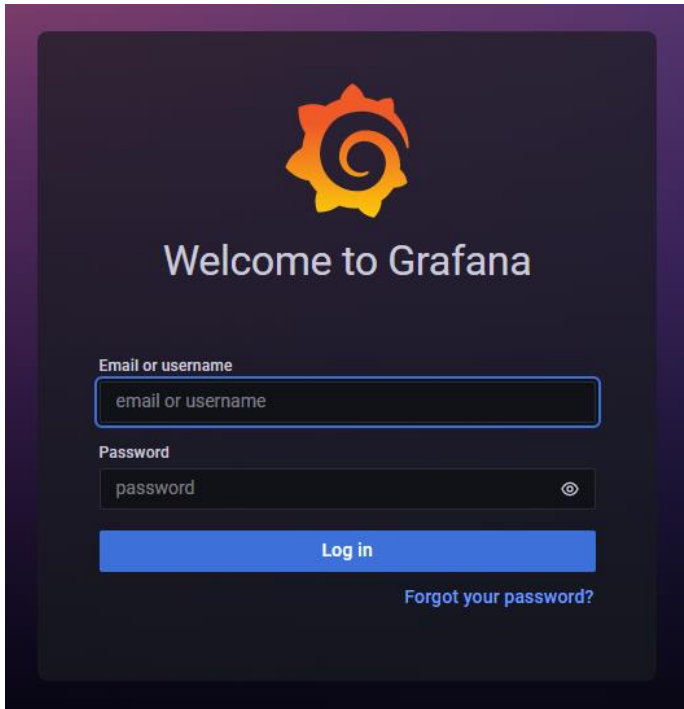 Welcome to Grafana
Email or username
email or username
Password
password
Log in
Forgot your password?